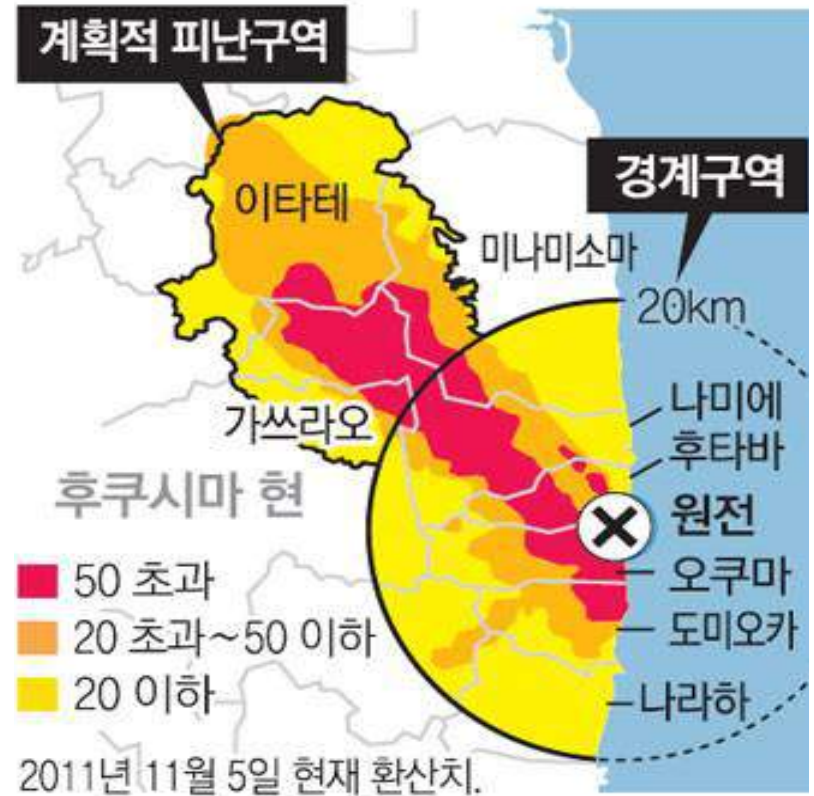 계획적 피난구역
경계구역
이타테
미나미소마
20km
나미에
가쓰라오
후타바
후쿠시마 현
원전
50 초과
오쿠마
20 초과~50 이하
도미오카
20 이하
나라하
2011년 11월 5일 현재 환산치.